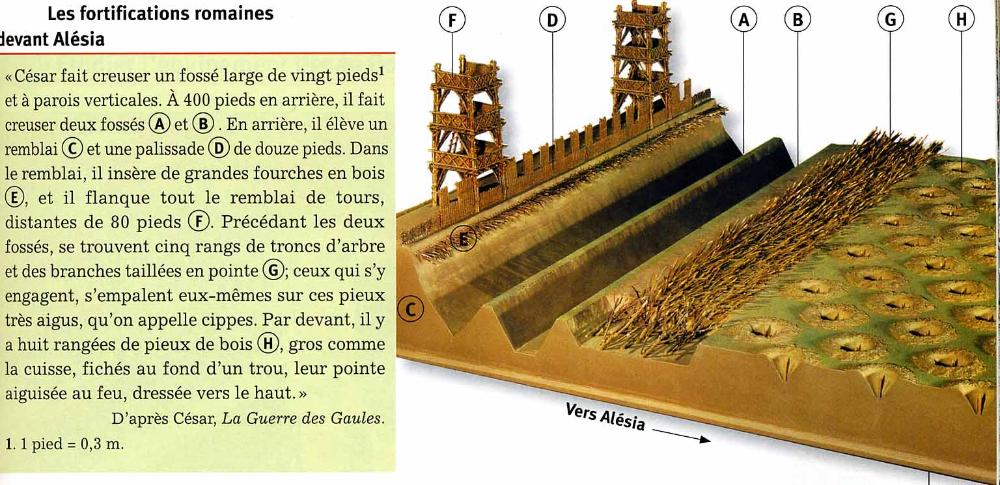 Les fortifications romaines
devant Alésia
«César fait creuser un fossé large de vingt pieds¹
et à parois verticales. À 400 pieds en arrière, il fait
creuser deux fossés A et B. En arrière, il élève un
remblai C et une palissade D de douze pieds. Dans
le remblai, il insère de grandes fourches en bois
E, et il flanque tout le remblai de tours,
distantes de 80 pieds F. Précédant les deux
fossés, se trouvent cinq rangs de troncs d'arbre
et des branches taillées en pointe G; ceux qui s'y
engagent, s'empalent eux-mêmes sur ces pieux
très aigus, qu'on appelle cippes. Par devant, il y
a huit rangées de pieux de bois H, gros comme
la cuisse, fichés au fond d'un trou, leur pointe
aiguisée au feu, dressée vers le haut.»
D'après César, La Guerre des Gaules.
1. 1 pied = 0,3 m.
F
D
A
B
G
H
E
C
Vers Alésia